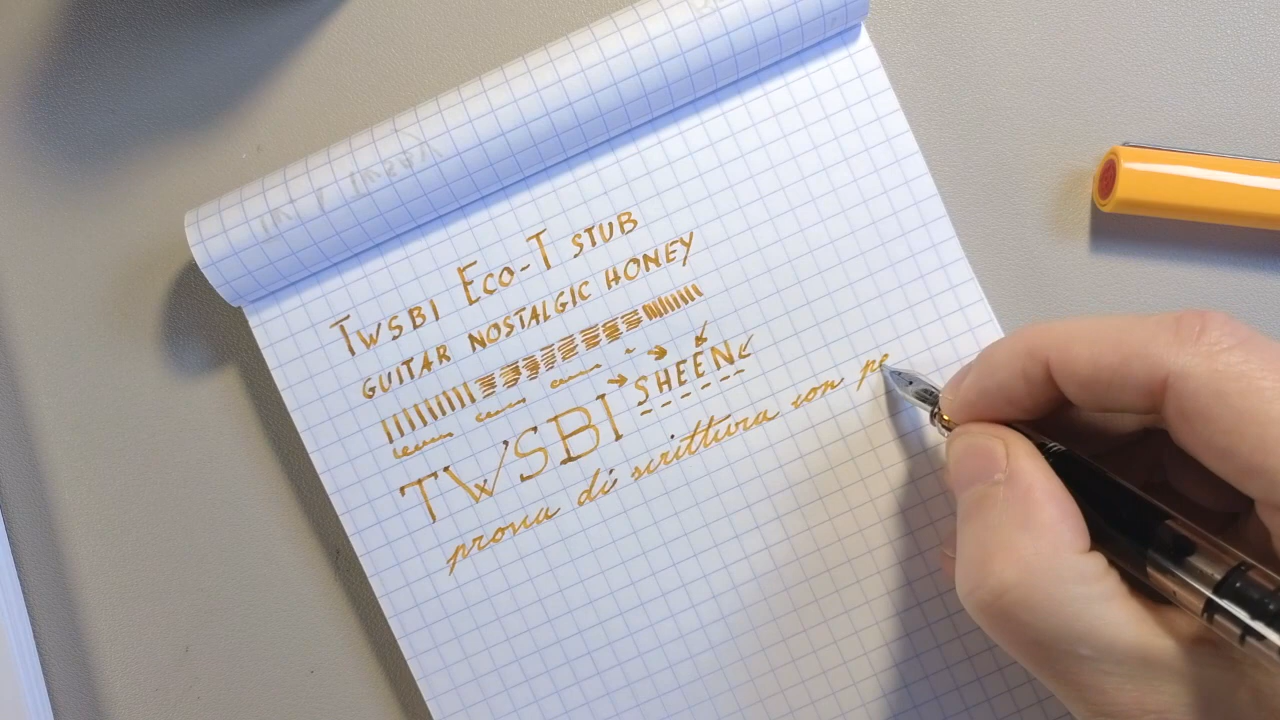 TWSBI ECO-T STUB
GUITAR NOSTALGIC HONEY
TWSBI → SHEEN
prova di scrittura con pe